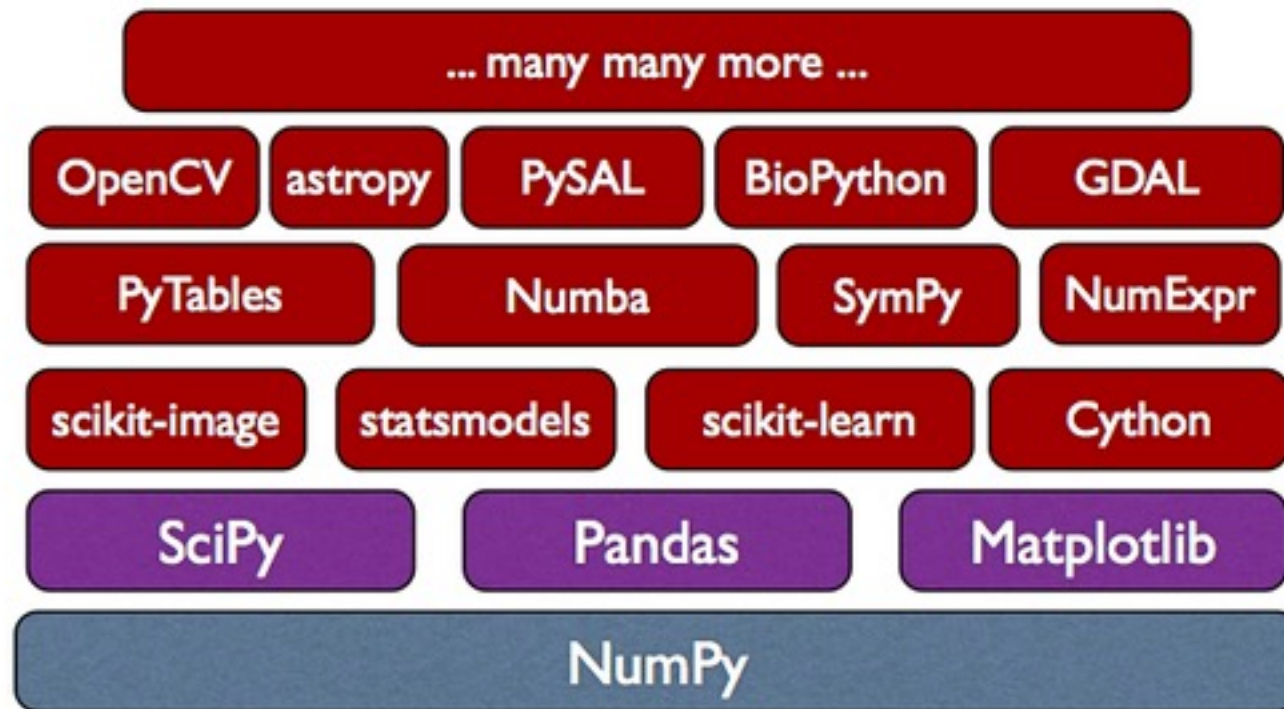 ... many many more ...
OpenCV astropy PySAL BioPython GDAL
PyTables Numba SymPy NumExpr
scikit-image statsmodels scikit-learn Cython
SciPy Pandas Matplotlib
NumPy